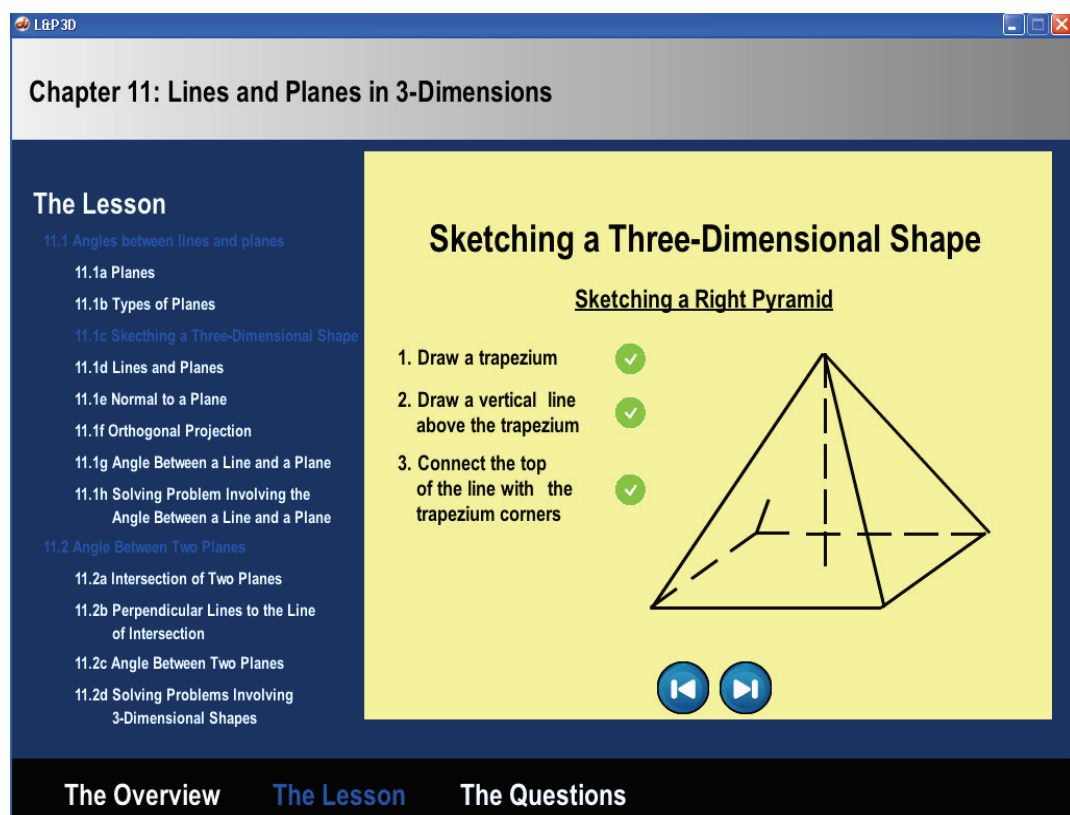 L&P3D
Chapter 11: Lines and Planes in 3-Dimensions
The Lesson
11.1 Angles between lines and planes
11.1a Planes
11.1b Types of Planes
11.1c Skecthing a Three-Dimensional Shape
11.1d Lines and Planes
11.1e Normal to a Plane
11.1f Orthogonal Projection
11.1g Angle Between a Line and a Plane
11.1h Solving Problem Involving the
Angle Between a Line and a Plane
11.2 Angle Between Two Planes
11.2a Intersection of Two Planes
11.2b Perpendicular Lines to the Line
of Intersection
11.2c Angle Between Two Planes
11.2d Solving Problems Involving
3-Dimensional Shapes
Sketching a Three-Dimensional Shape
Sketching a Right Pyramid
1. Draw a trapezium
2. Draw a vertical line
above the trapezium
3. Connect the top
of the line with the
trapezium corners
The Overview
The Lesson
The Questions